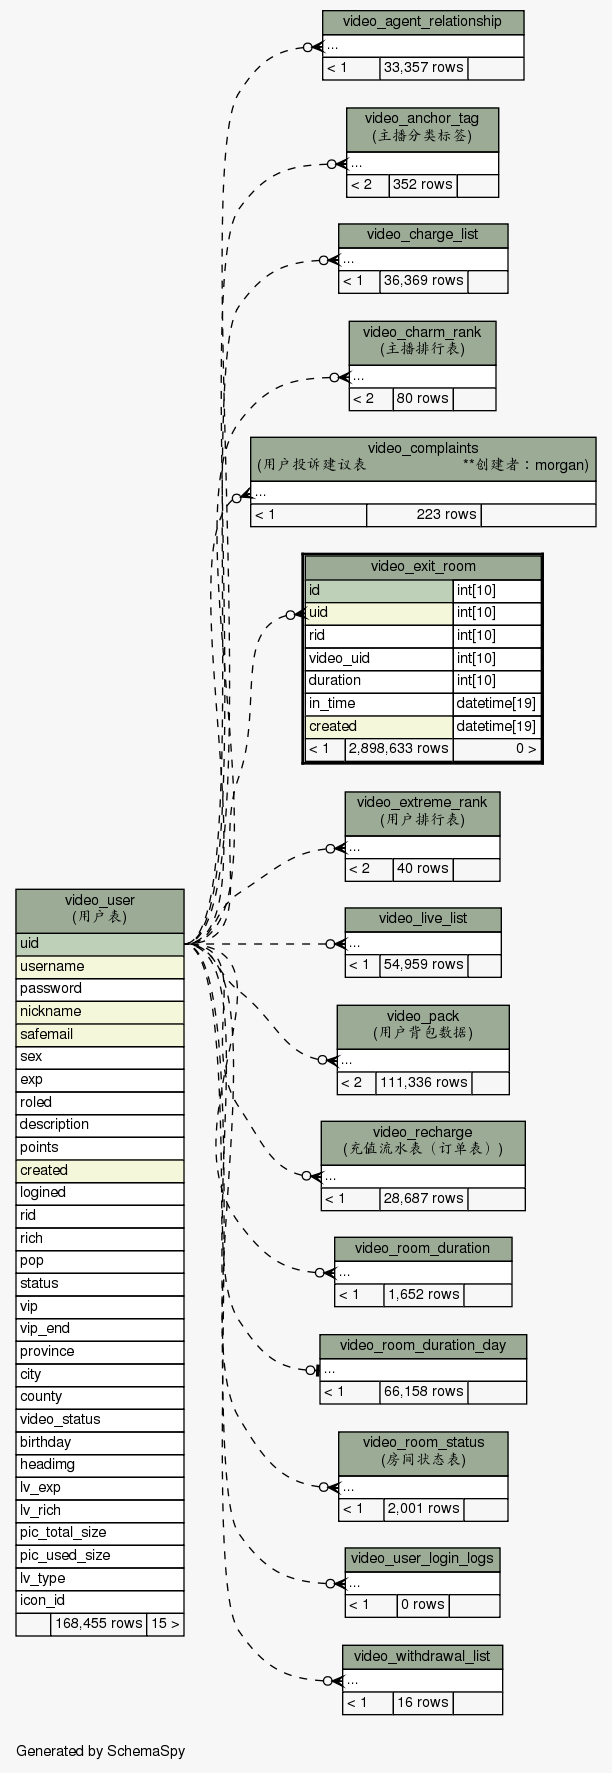 video_agent_relationship
...
< 1 33,357 rows
video_anchor_tag
(主播分类标签)
...
< 2 352 rows
video_charge_list
...
< 1 36,369 rows
video_charm_rank
(主播排行表)
...
< 2 80 rows
video_complaints
(用户投诉建议表 **创建者：morgan)
...
< 1 223 rows
video_exit_room
id int[10]
uid int[10]
rid int[10]
video_uid int[10]
duration int[10]
in_time datetime[19]
created datetime[19]
< 1 2,898,633 rows 0 >
video_extreme_rank
(用户排行表)
...
< 2 40 rows
video_live_list
...
< 1 54,959 rows
video_pack
(用户背包数据)
...
< 2 111,336 rows
video_recharge
(充值流水表（订单表）)
...
< 1 28,687 rows
video_room_duration
...
< 1 1,652 rows
video_room_duration_day
...
< 1 66,158 rows
video_room_status
(房间状态表)
...
< 1 2,001 rows
video_user_login_logs
...
< 1 0 rows
video_withdrawal_list
...
< 1 16 rows
video_user
(用户表)
uid
username
password
nickname
safemail
sex
exp
roled
description
points
created
logined
rid
rich
pop
status
vip
vip_end
province
city
county
video_status
birthday
headimg
lv_exp
lv_rich
pic_total_size
pic_used_size
lv_type
icon_id
168,455 rows 15 >
Generated by SchemaSpy